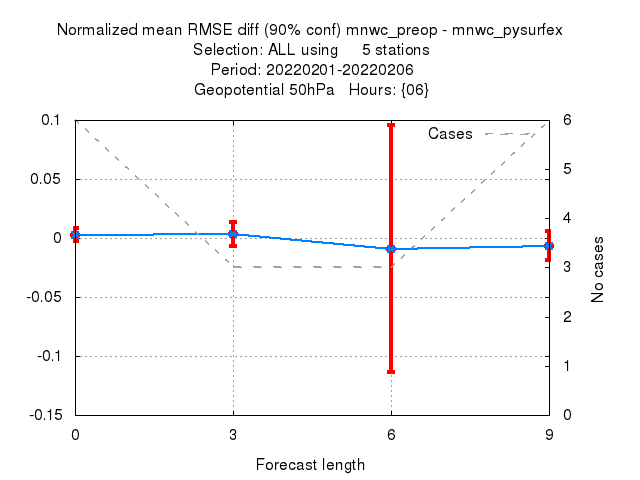 Normalized mean RMSE diff (90% conf) mnwc_preop - mnwc_pysurfex
Selection: ALL using 5 stations
Period: 20220201-20220206
Geopotential 50hPa Hours: {06}
0.1
0.05
0
-0.05
-0.1
-0.15
Cases
6
5
4
3
2
1
0
No cases
0 3 6 9
Forecast length